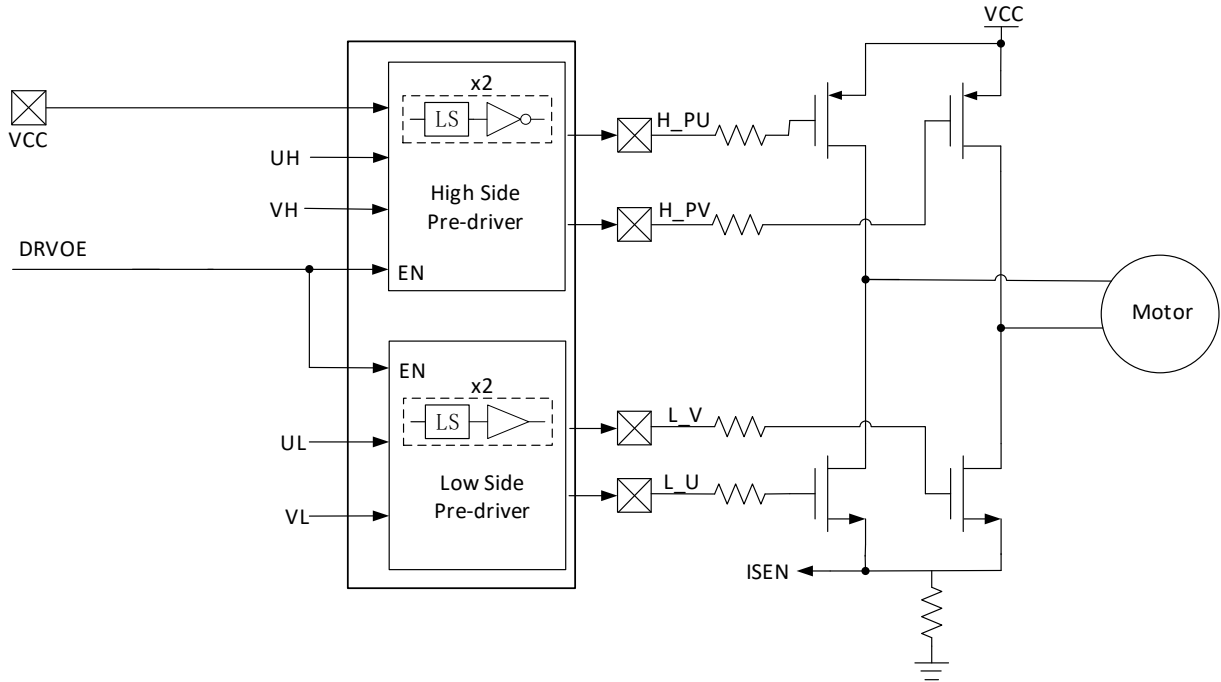 VCC
x2
LS
H_PU
VCC
UH
High Side
Pre-driver
VH
H_PV
DRVOE
EN
Motor
EN
x2
LS
L_V
UL
Low Side
Pre-driver
L_U
VL
ISEN